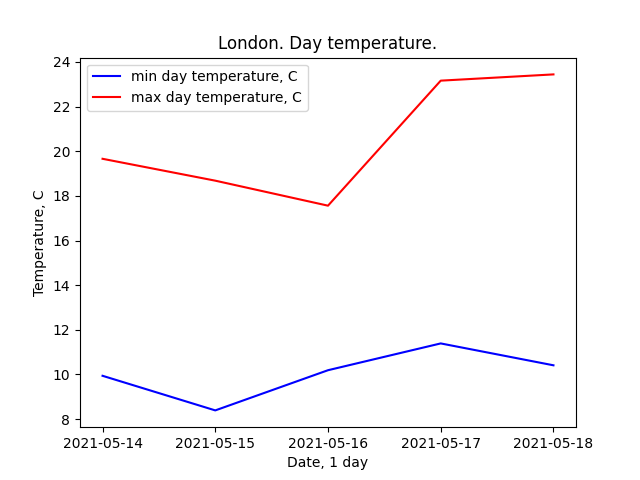 London. Day temperature.
min day temperature, C
max day temperature, C
Temperature, C
24
22
20
18
16
14
12
10
8
2021-05-14 2021-05-15 2021-05-16 2021-05-17 2021-05-18
Date, 1 day